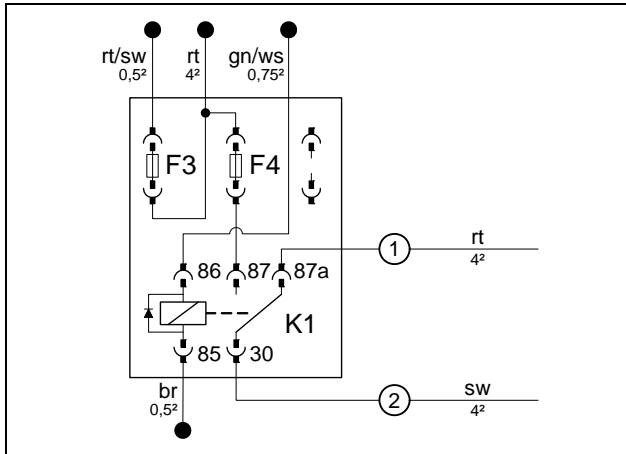 rt/sw rt gn/ws
0,5² 4² 0,75²
F3 F4
1 rt
4²
86 87 87a
K1
85 30
2 sw
4²
br
0,5²